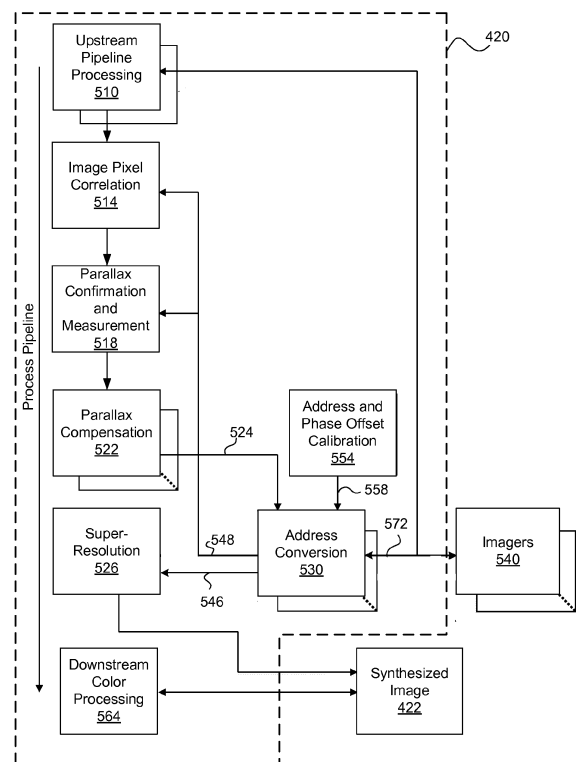 Upstream
Pipeline
Processing
510
420
Image Pixel
Correlation
514
Parallax
Confirmation
and
Measurement
518
Process Pipeline
Parallax
Compensation
522
524
Address and
Phase Offset
Calibration
554
558
Super-
Resolution
526
548
546
Address
Conversion
530
572
Imagers
540
Downstream
Color
Processing
564
Synthesized
Image
422